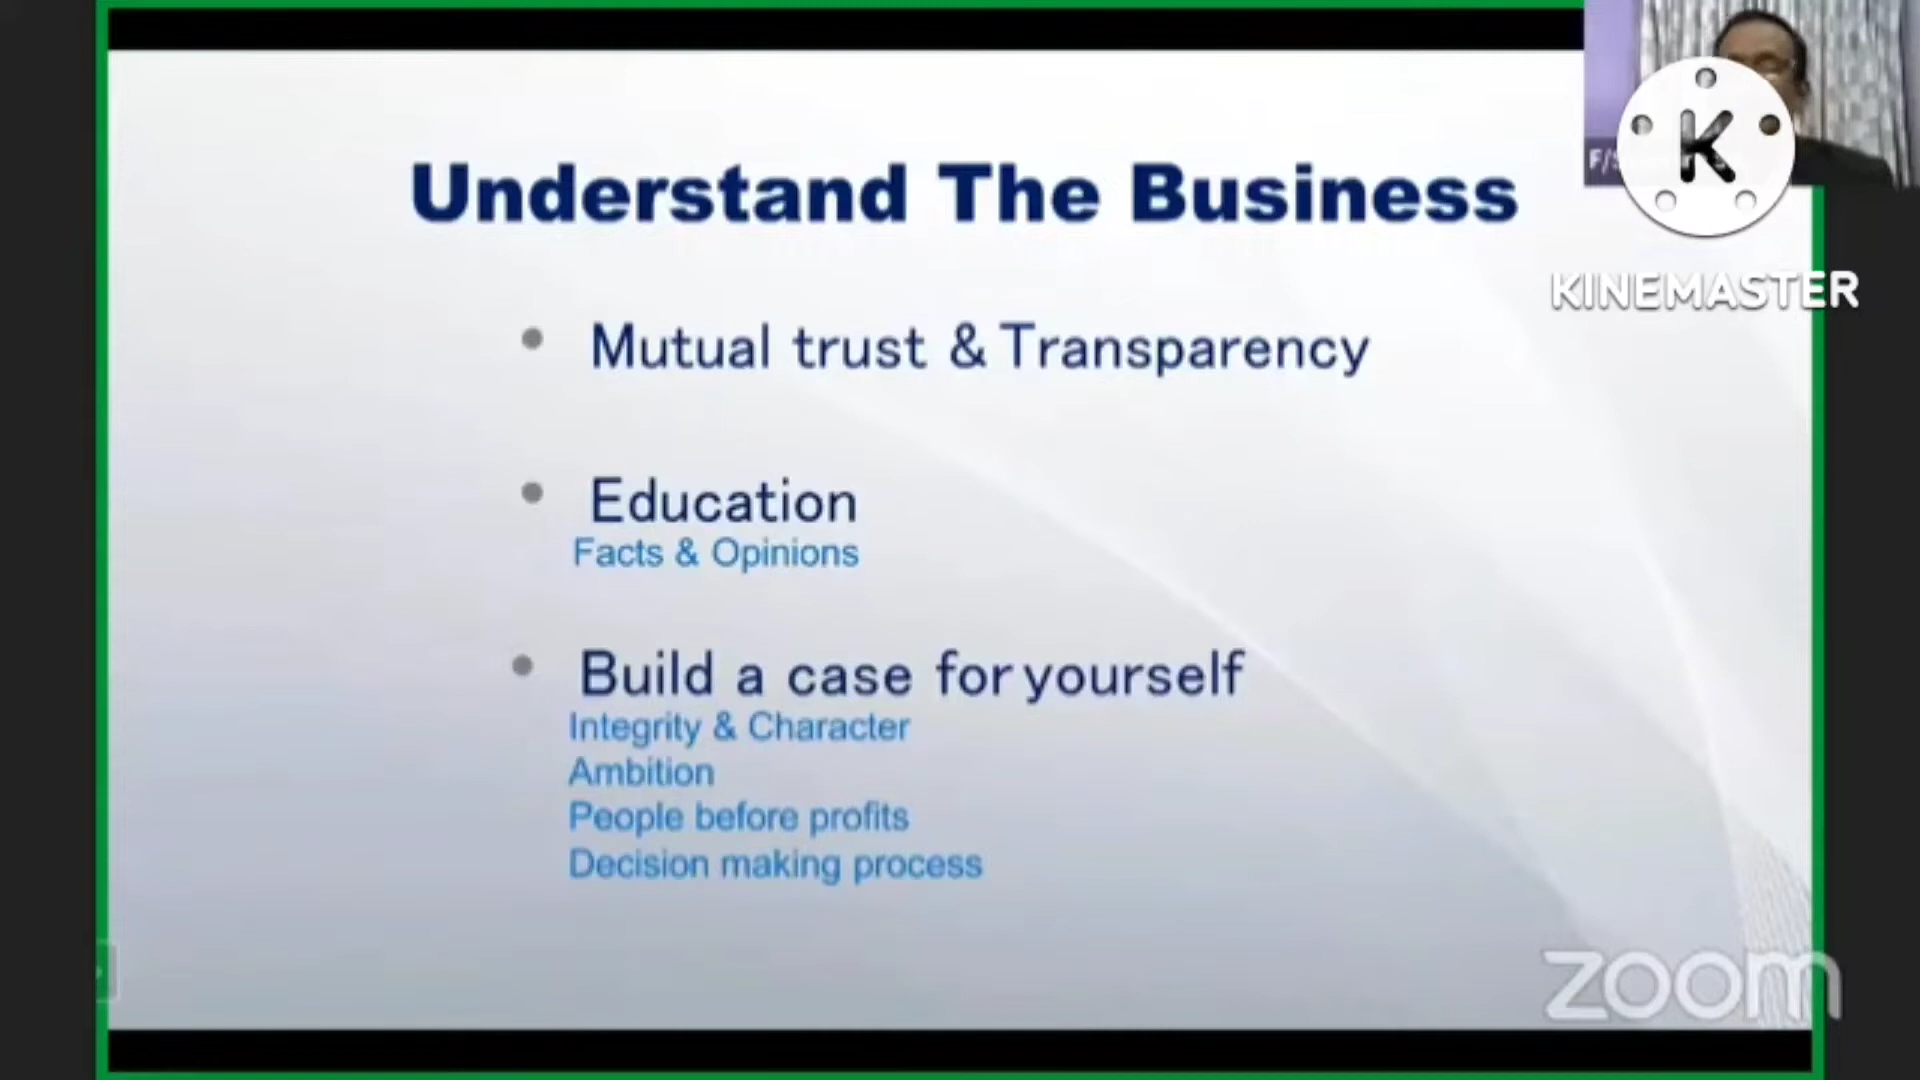 Understand The Business
F/S
K
KINEMASTER
• Mutual trust & Transparency
• Education
Facts & Opinions
• Build a case for yourself
Integrity & Character
Ambition
People before profits
Decision making process
zoom